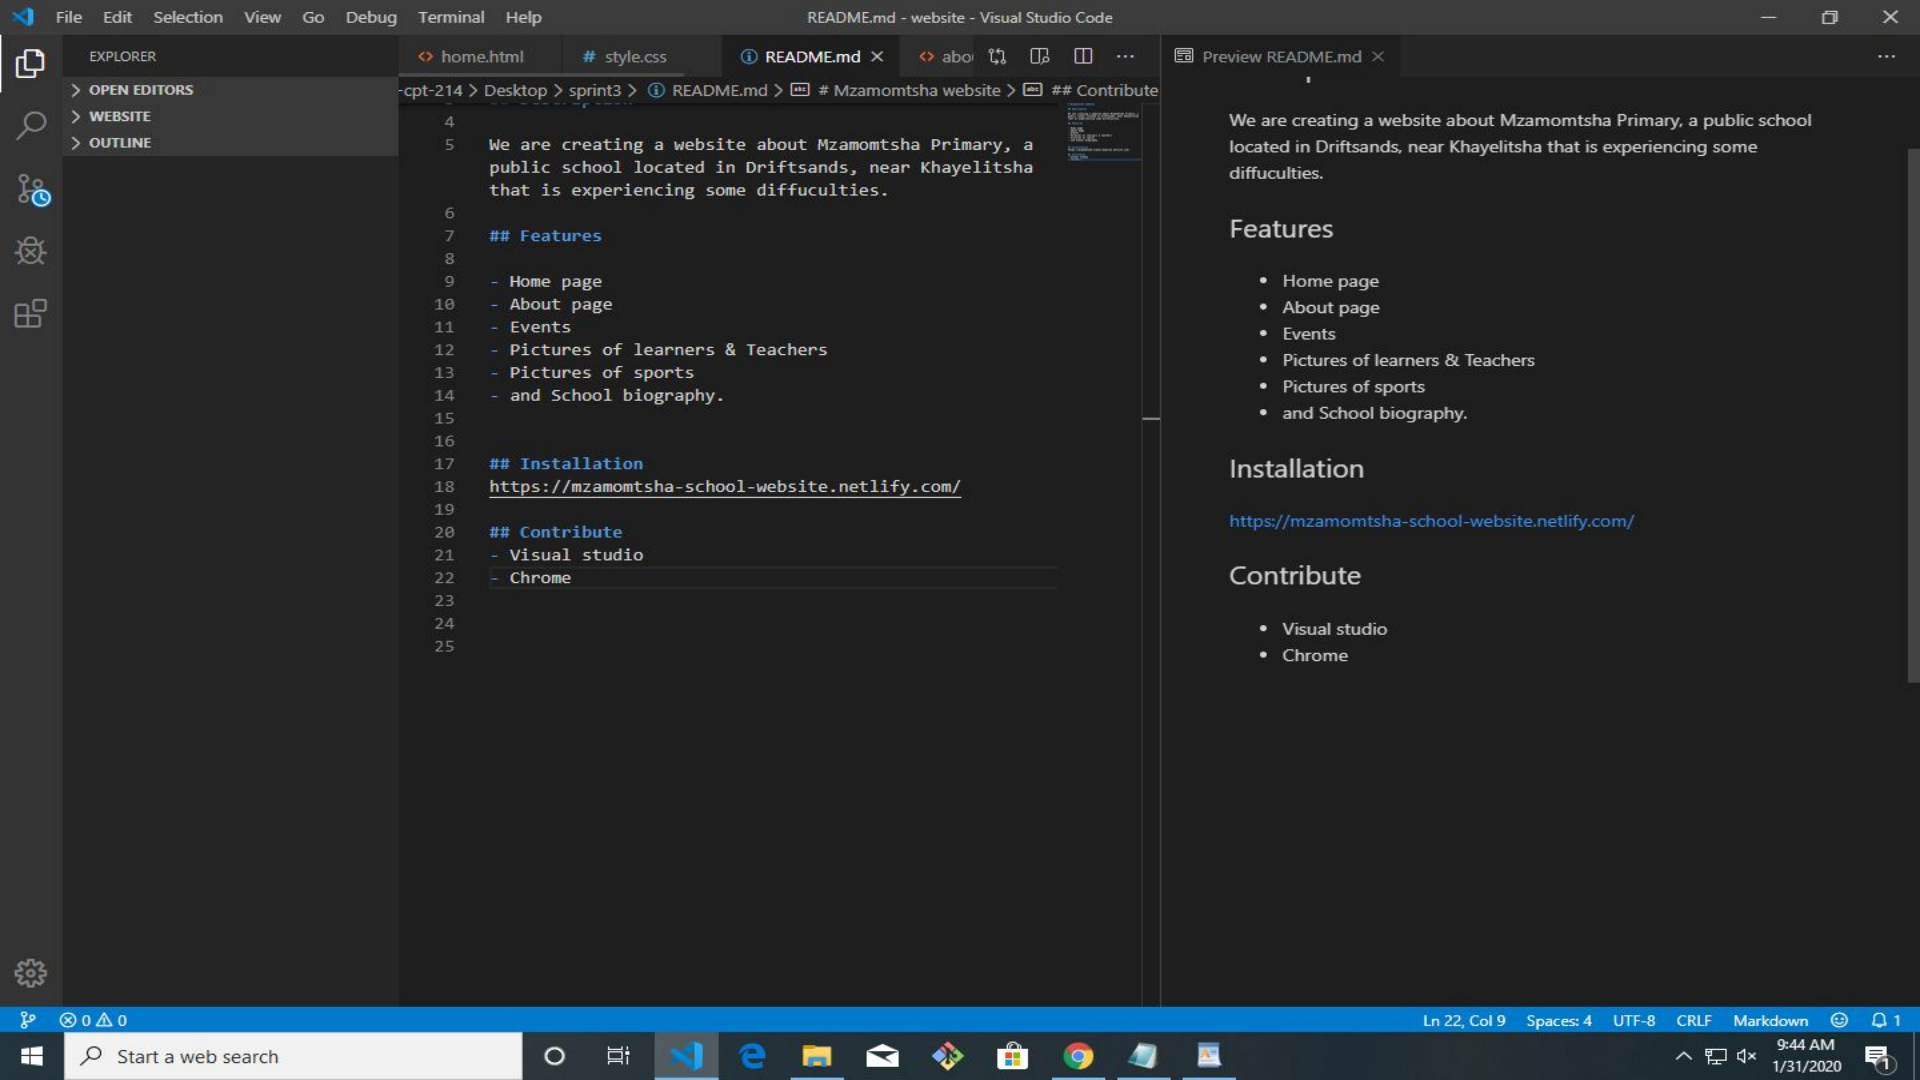 File Edit Selection View Go Debug Terminal Help
README.md - website - Visual Studio Code
EXPLORER
OPEN EDITORS
WEBSITE
OUTLINE
home.html
# style.css
README.md
Preview README.md
-cpt-214 > Desktop > sprint3 > README.md > # Mzamomtsha website > ## Contribute
4
5 We are creating a website about Mzamomtsha Primary, a
public school located in Driftsands, near Khayelitsha
that is experiencing some diffuculties.
6
7 ## Features
8
9 - Home page
10 - About page
11 - Events
12 - Pictures of learners & Teachers
13 - Pictures of sports
14 - and School biography.
15
16
17 ## Installation
18 https://mzamomtsha-school-website.netlify.com/
19
20 ## Contribute
21 - Visual studio
22 - Chrome
23
24
25
We are creating a website about Mzamomtsha Primary, a public school
located in Driftsands, near Khayelitsha that is experiencing some
diffuculties.
Features
• Home page
• About page
• Events
• Pictures of learners & Teachers
• Pictures of sports
• and School biography.
Installation
https://mzamomtsha-school-website.netlify.com/
Contribute
• Visual studio
• Chrome
0 0
Ln 22, Col 9 Spaces: 4 UTF-8 CRLF Markdown 1
Start a web search
9:44 AM
1/31/2020
1